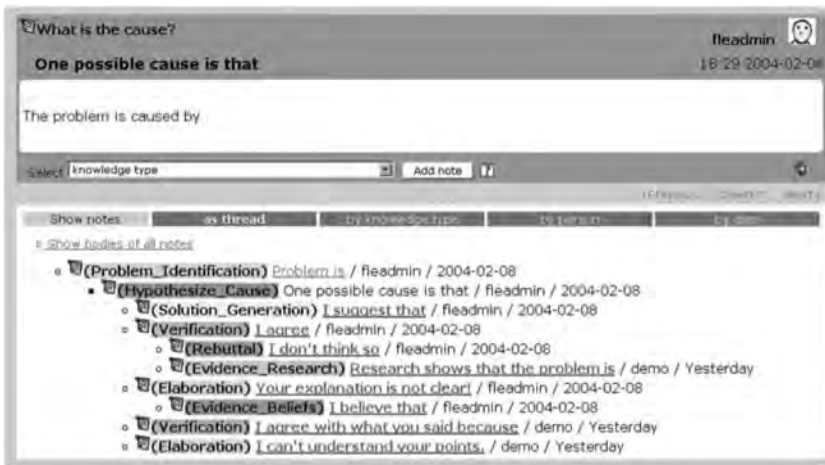 What is the cause?
fleadmin
One possible cause is that
18:29 2004-02-08
The problem is caused by
Select knowledge type Add note ?
Show notes as thread by knowledge type by person by date
Show bodies of all notes
(Problem_Identification) Problem is / fleadmin / 2004-02-08
(Hypothesize_Cause) One possible cause is that / fleadmin / 2004-02-08
(Solution_Generation) I suggest that / fleadmin / 2004-02-08
(Verification) I agree / fleadmin / 2004-02-08
(Rebuttal) I don't think so / fleadmin / 2004-02-08
(Evidence_Research) Research shows that the problem is / demo / Yesterday
(Elaboration) Your explanation is not clear! / fleadmin / 2004-02-08
(Evidence_Beliefs) I believe that / fleadmin / 2004-02-08
(Verification) I agree with what you said because / demo / Yesterday
(Elaboration) I can't understand your points. / demo / Yesterday